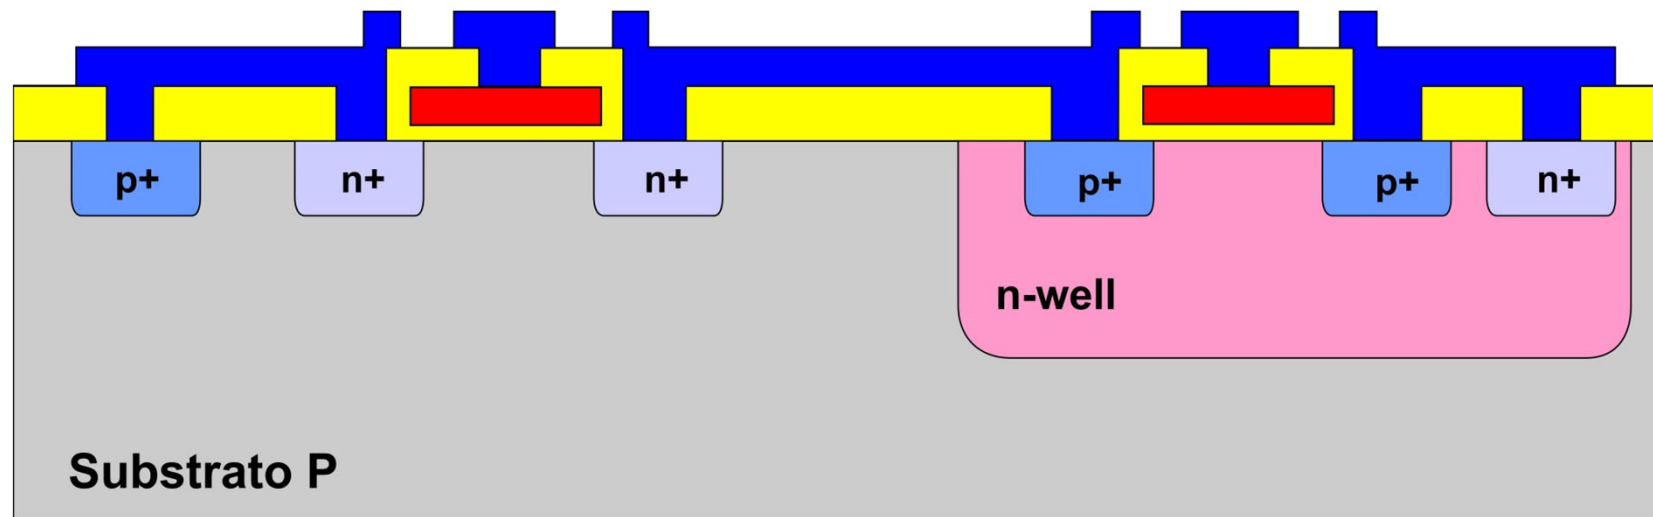 p+
n+
n+
p+
p+
n+
n-well
Substrato P